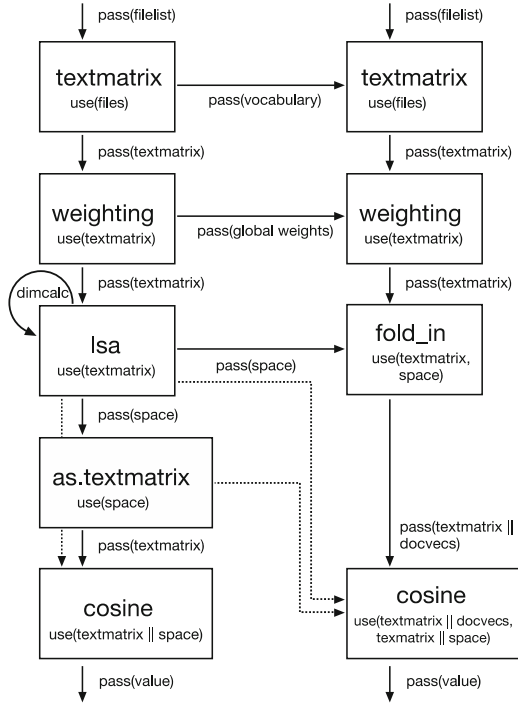 pass(filelist)
pass(filelist)
textmatrix
use(files)
pass(vocabulary)
textmatrix
use(files)
pass(textmatrix)
pass(textmatrix)
weighting
use(textmatrix)
pass(global weights)
weighting
use(textmatrix)
pass(textmatrix)
pass(textmatrix)
dimcalc
lsa
use(textmatrix)
pass(space)
fold_in
use(textmatrix,
space)
pass(space)
as.textmatrix
use(space)
pass(textmatrix)
pass(textmatrix ||
docvecs)
cosine
use(textmatrix || space)
cosine
use(textmatrix || docvecs,
texmatrix || space)
pass(value)
pass(value)